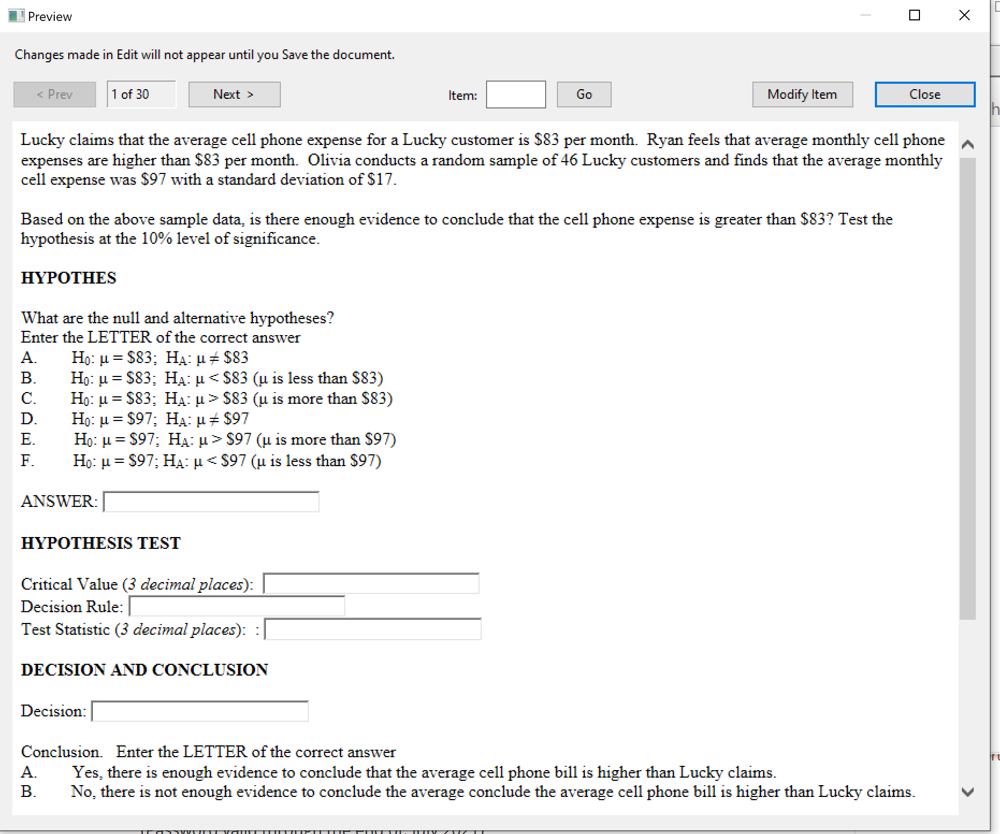 Preview
Changes made in Edit will not appear until you Save the document.
< Prev 1 of 30 Next > Item: Go Modify Item Close
Lucky claims that the average cell phone expense for a Lucky customer is $83 per month. Ryan feels that average monthly cell phone
expenses are higher than $83 per month. Olivia conducts a random sample of 46 Lucky customers and finds that the average monthly
cell expense was $97 with a standard deviation of $17.
Based on the above sample data, is there enough evidence to conclude that the cell phone expense is greater than $83? Test the
hypothesis at the 10% level of significance.
HYPOTHES
What are the null and alternative hypotheses?
Enter the LETTER of the correct answer
A. H₀: μ = $83; Hᴀ: μ ≠ $83
B. H₀: μ = $83; Hᴀ: μ < $83 (μ is less than $83)
C. H₀: μ = $83; Hᴀ: μ > $83 (μ is more than $83)
D. H₀: μ = $97; Hᴀ: μ ≠ $97
E. H₀: μ = $97; Hᴀ: μ > $97 (μ is more than $97)
F. H₀: μ = $97; Hᴀ: μ < $97 (μ is less than $97)
ANSWER:
HYPOTHESIS TEST
Critical Value (3 decimal places):
Decision Rule:
Test Statistic (3 decimal places): :
DECISION AND CONCLUSION
Decision:
Conclusion. Enter the LETTER of the correct answer
A. Yes, there is enough evidence to conclude that the average cell phone bill is higher than Lucky claims.
B. No, there is not enough evidence to conclude the average conclude the average cell phone bill is higher than Lucky claims.